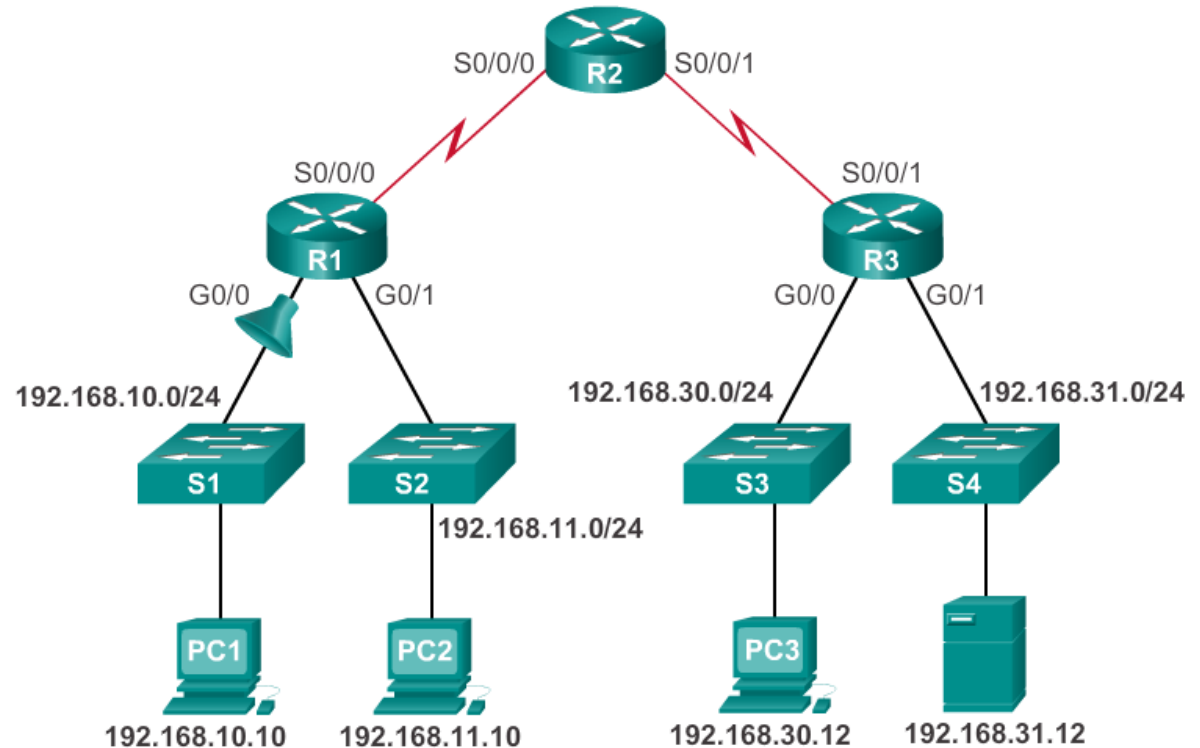 R2
S0/0/0
S0/0/1
S0/0/0
S0/0/1
R1
R3
G0/0
G0/1
G0/0
G0/1
192.168.10.0/24
192.168.30.0/24
192.168.31.0/24
S1
S2
S3
S4
192.168.11.0/24
PC1
PC2
PC3
192.168.10.10
192.168.11.10
192.168.30.12
192.168.31.12